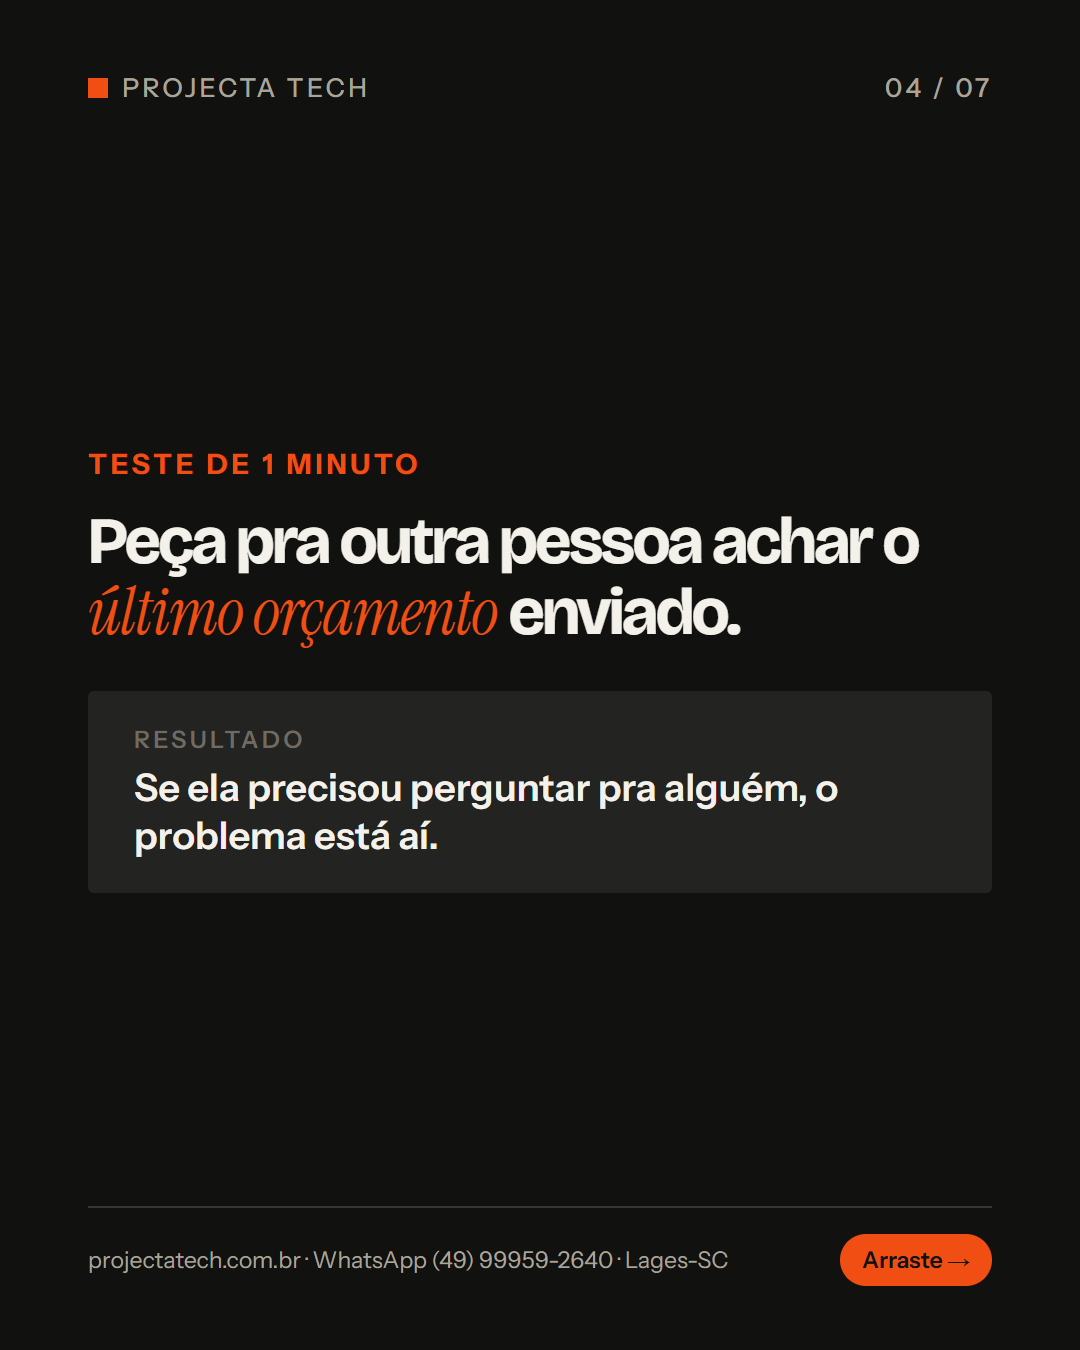 PROJECTA TECH
04 / 07
TESTE DE 1 MINUTO
Peça pra outra pessoa achar o
último orçamento enviado.
RESULTADO
Se ela precisou perguntar pra alguém, o
problema está aí.
projectatech.com.br · WhatsApp (49) 99959-2640 · Lages-SC
Arraste →